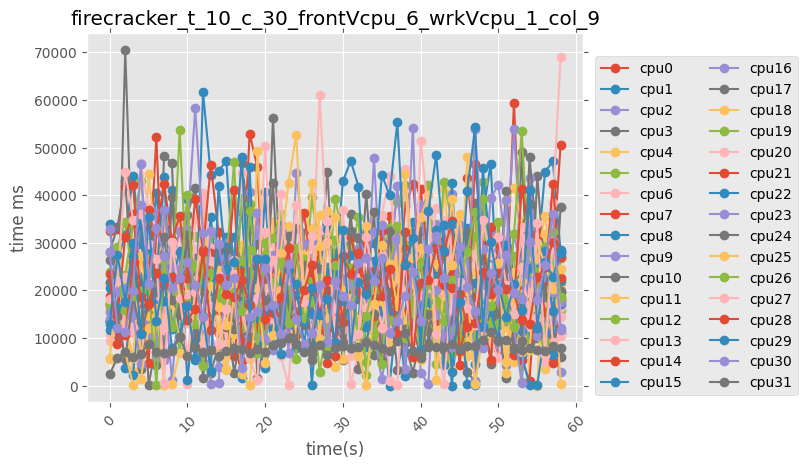 firecracker_t_10_c_30_frontVcpu_6_wrkVcpu_1_col_9
70000
60000
50000
40000
30000
20000
10000
0
time ms
0
10
20
30
40
50
60
time(s)
cpu0
cpu1
cpu2
cpu3
cpu4
cpu5
cpu6
cpu7
cpu8
cpu9
cpu10
cpu11
cpu12
cpu13
cpu14
cpu15
cpu16
cpu17
cpu18
cpu19
cpu20
cpu21
cpu22
cpu23
cpu24
cpu25
cpu26
cpu27
cpu28
cpu29
cpu30
cpu31